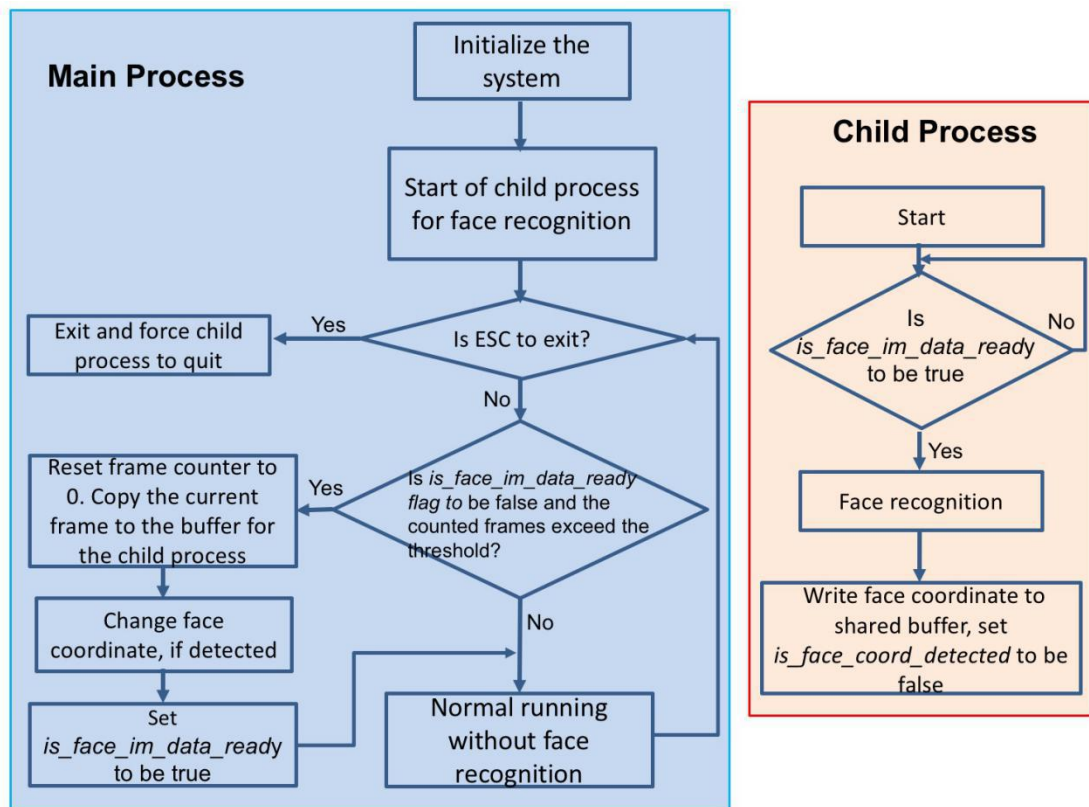 Main Process
Initialize the
system
Start of child process
for face recognition
Is ESC to exit?
Yes
Exit and force child
process to quit
No
Is is_face_im_data_ready
flag to be false and the
counted frames exceed the
threshold?
Yes
Reset frame counter to
0. Copy the current
frame to the buffer for
the child process
Change face
coordinate, if detected
Set
is_face_im_data_ready
to be true
No
Normal running
without face
recognition
Child Process
Start
Is
is_face_im_data_ready
to be true
No
Yes
Face recognition
Write face coordinate to
shared buffer, set
is_face_coord_detected to be
false